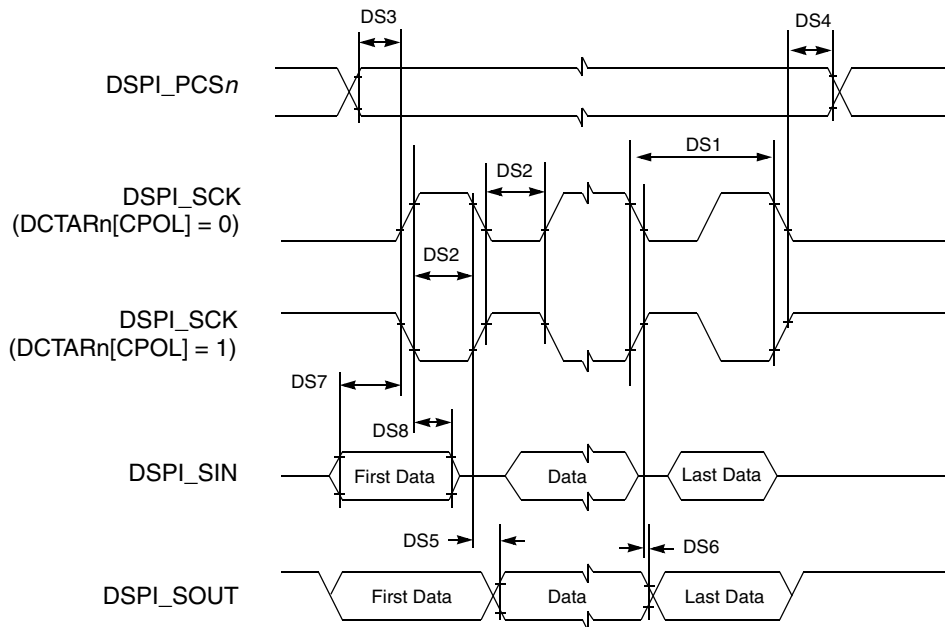 DS3
DS4
DSPI_PCSn
DS1
DS2
DSPI_SCK
(DCTARn[CPOL] = 0)
DS2
DSPI_SCK
(DCTARn[CPOL] = 1)
DS7
DS8
DSPI_SIN
First Data
Data
Last Data
DS5
DS6
DSPI_SOUT
First Data
Data
Last Data